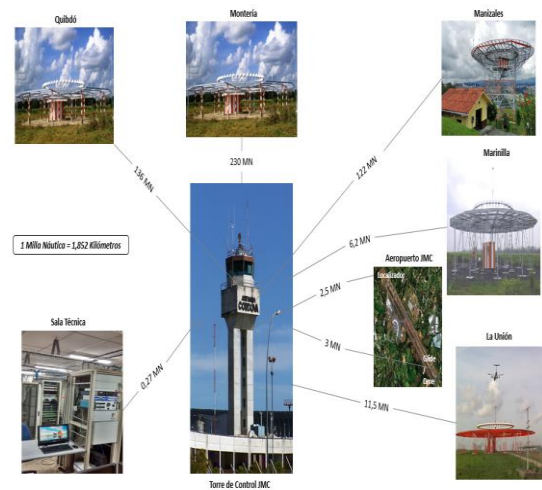 Quibdó
Montería
Manizales
136 MN
230 MN
122 MN
Marinilla
1 Milla Náutica = 1,852 Kilómetros
6,2 MN
Aeropuerto JMC
Localizador
2,5 MN
Sala Técnica
0,27 MN
3 MN
Glide
Dme
La Unión
11,5 MN
CORDOVA
Torre de Control JMC